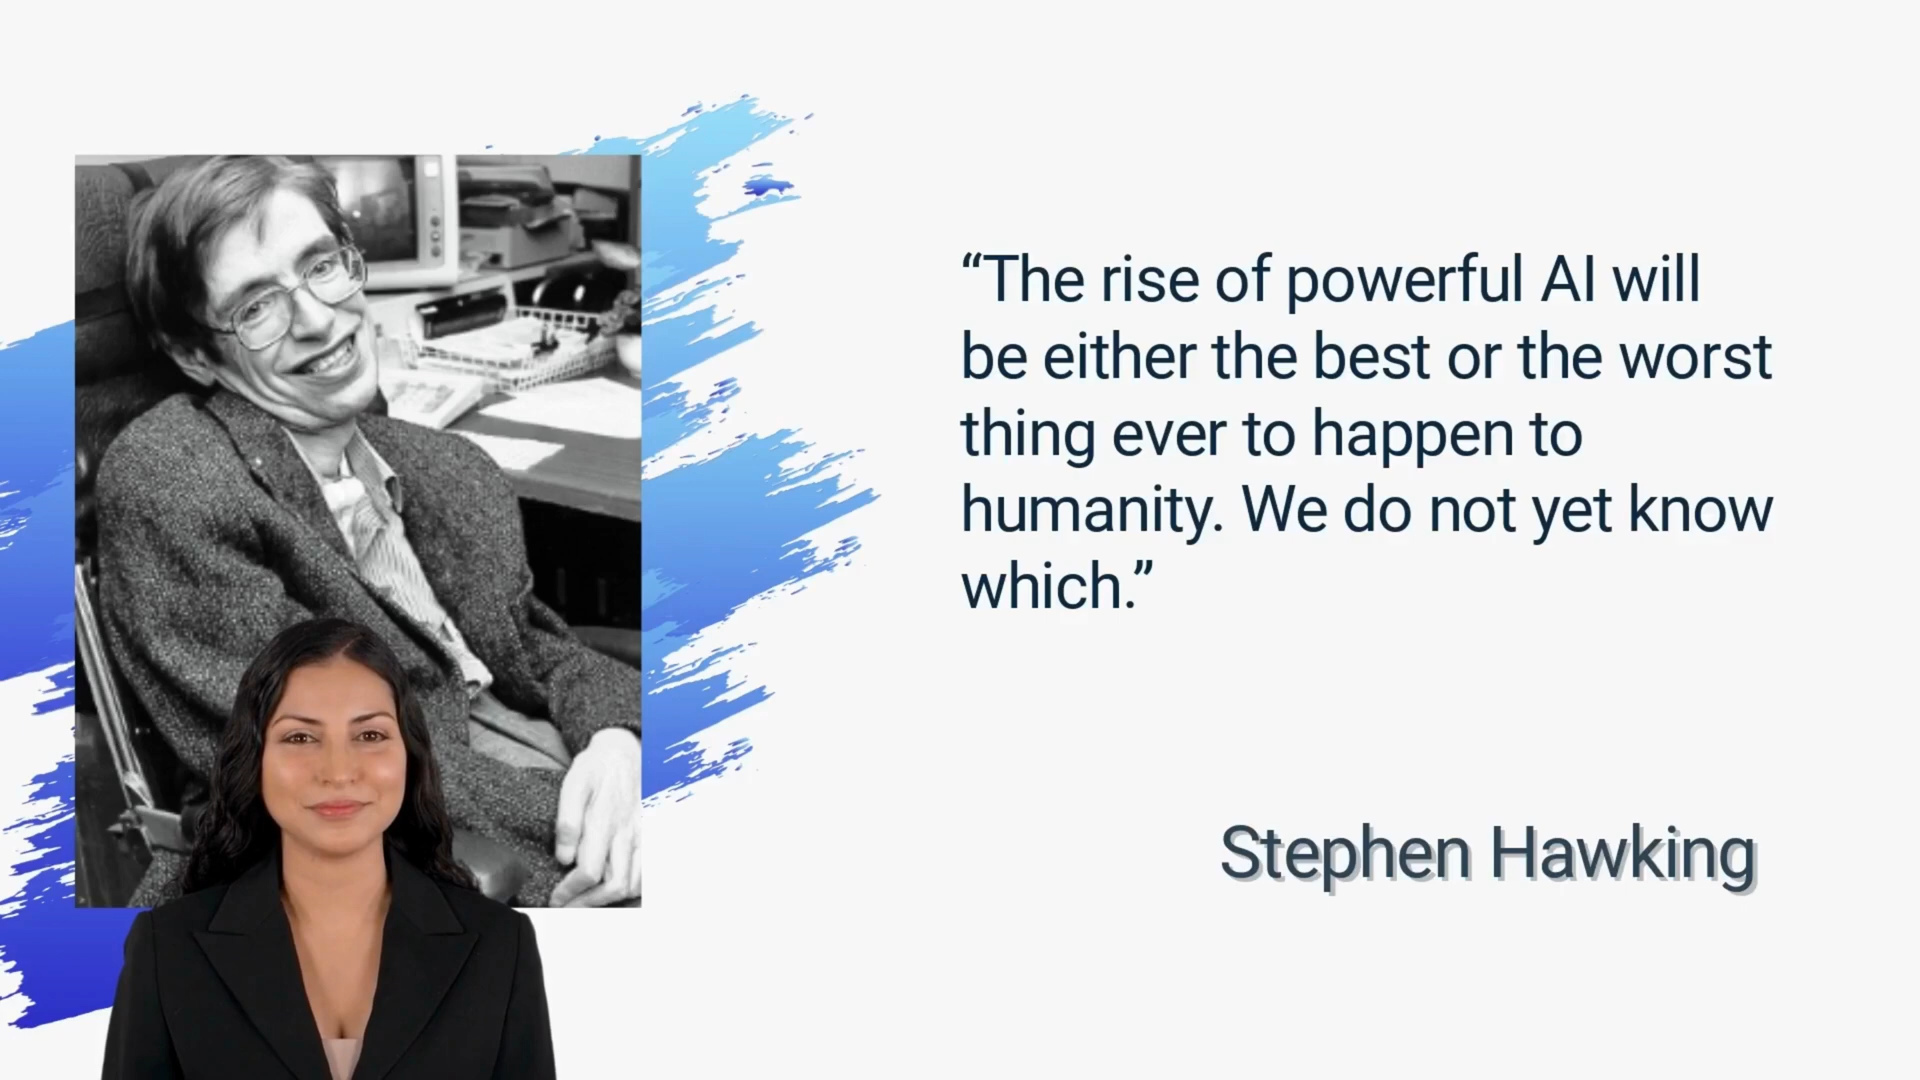 “The rise of powerful AI will
be either the best or the worst
thing ever to happen to
humanity. We do not yet know
which.”
Stephen Hawking